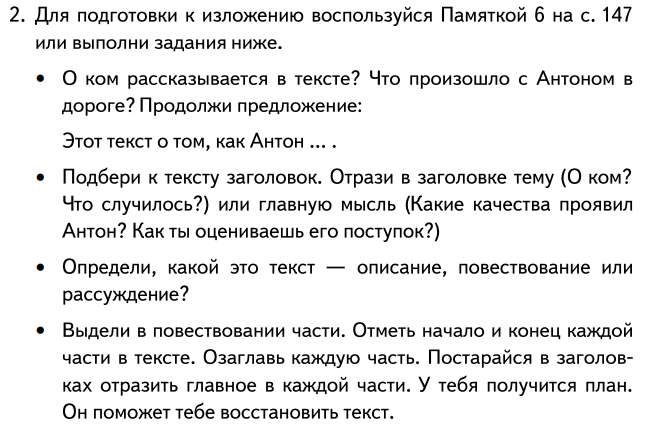 2. Для подготовки к изложению воспользуйся Памяткой 6 на с. 147
или выполни задания ниже.
• О ком рассказывается в тексте? Что произошло с Антоном в
дороге? Продолжи предложение:
Этот текст о том, как Антон ... .
• Подбери к тексту заголовок. Отрази в заголовке тему (О ком?
Что случилось?) или главную мысль (Какие качества проявил
Антон? Как ты оцениваешь его поступок?)
• Определи, какой это текст — описание, повествование или
рассуждение?
• Выдели в повествовании части. Отметь начало и конец каждой
части в тексте. Озаглавь каждую часть. Постарайся в заголов-
ках отразить главное в каждой части. У тебя получится план.
Он поможет тебе восстановить текст.